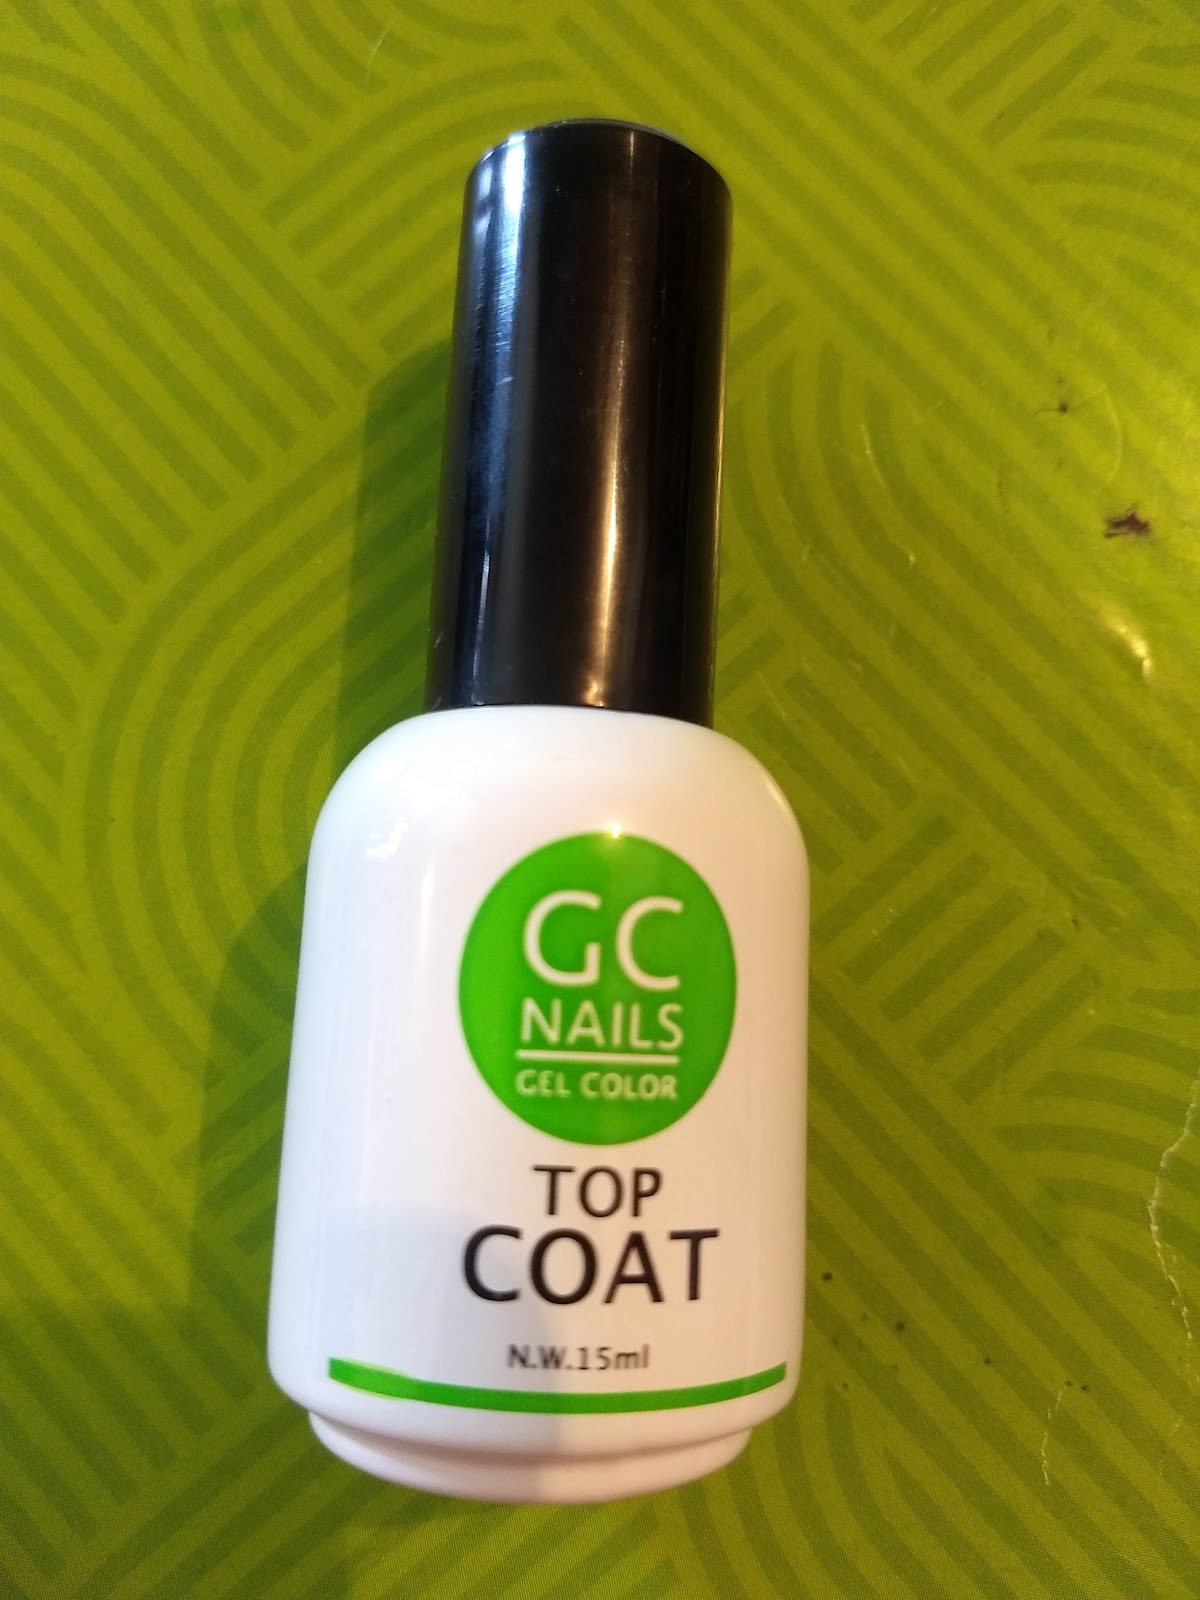 GC
NAILS
GEL COLOR
TOP
COAT
N.W.15ml